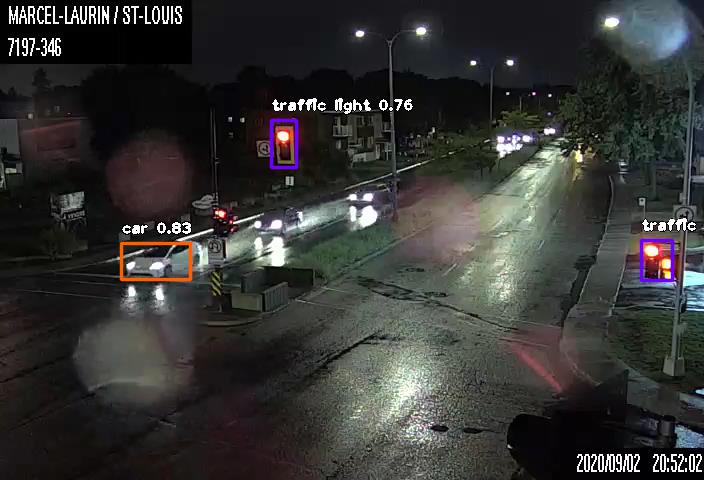 MARCEL-LAURIN / ST-LOUIS
7197-346
traffic light 0.76
car 0.83
traffic
2020/09/02 20:52:02